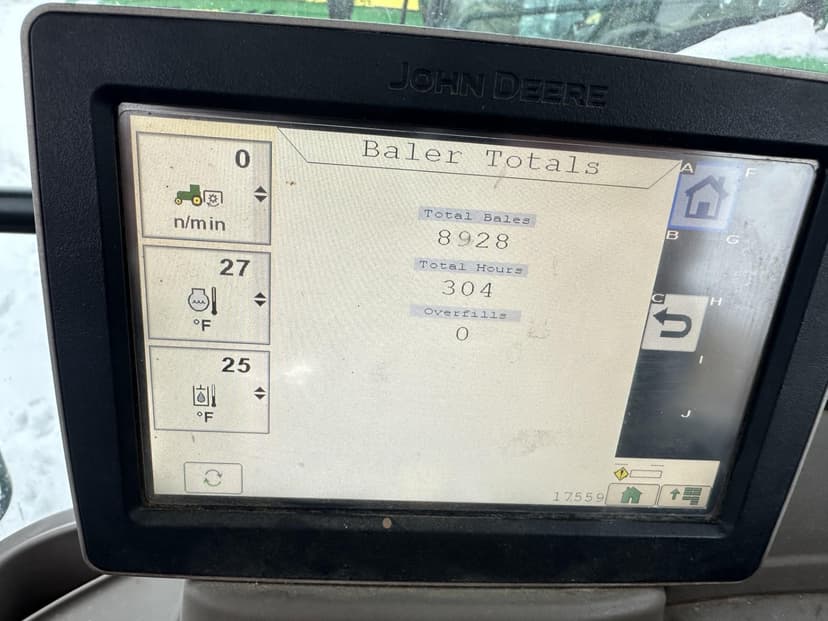 JOHN DEERE
Baler Totals
0
n/min
27
°F
25
°F
Total Bales
8928
Total Hours
304
Overfills
0
A F
B G
C H
I
J
17559